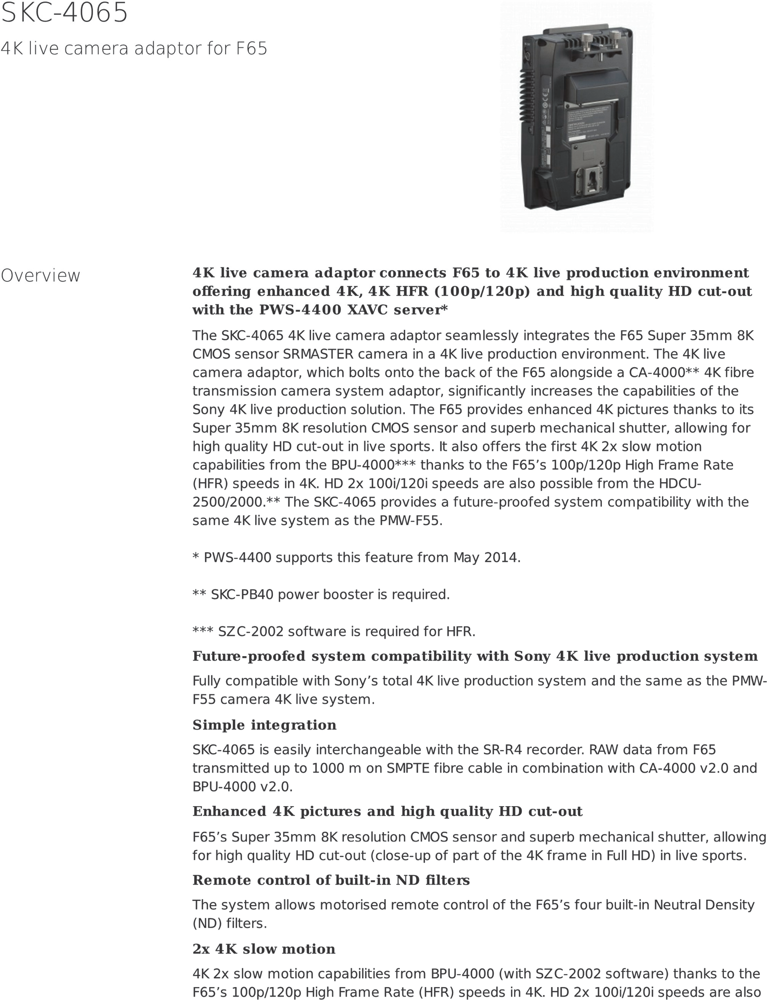 SKC-4065
4K live camera adaptor for F65
CERTIFICATION
Overview
4K live camera adaptor connects F65 to 4K live production environment
offering enhanced 4K, 4K HFR (100p/120p) and high quality HD cut-out
with the PWS-4400 XAVC server*
The SKC-4065 4K live camera adaptor seamlessly integrates the F65 Super 35mm 8K
CMOS sensor SRMASTER camera in a 4K live production environment. The 4K live
camera adaptor, which bolts onto the back of the F65 alongside a CA-4000** 4K fibre
transmission camera system adaptor, significantly increases the capabilities of the
Sony 4K live production solution. The F65 provides enhanced 4K pictures thanks to its
Super 35mm 8K resolution CMOS sensor and superb mechanical shutter, allowing for
high quality HD cut-out in live sports. It also offers the first 4K 2x slow motion
capabilities from the BPU-4000*** thanks to the F65’s 100p/120p High Frame Rate
(HFR) speeds in 4K. HD 2x 100i/120i speeds are also possible from the HDCU-
2500/2000.** The SKC-4065 provides a future-proofed system compatibility with the
same 4K live system as the PMW-F55.
* PWS-4400 supports this feature from May 2014.
** SKC-PB40 power booster is required.
*** SZC-2002 software is required for HFR.
Future-proofed system compatibility with Sony 4K live production system
Fully compatible with Sony’s total 4K live production system and the same as the PMW-
F55 camera 4K live system.
Simple integration
SKC-4065 is easily interchangeable with the SR-R4 recorder. RAW data from F65
transmitted up to 1000 m on SMPTE fibre cable in combination with CA-4000 v2.0 and
BPU-4000 v2.0.
Enhanced 4K pictures and high quality HD cut-out
F65’s Super 35mm 8K resolution CMOS sensor and superb mechanical shutter, allowing
for high quality HD cut-out (close-up of part of the 4K frame in Full HD) in live sports.
Remote control of built-in ND filters
The system allows motorised remote control of the F65’s four built-in Neutral Density
(ND) filters.
2x 4K slow motion
4K 2x slow motion capabilities from BPU-4000 (with SZC-2002 software) thanks to the
F65’s 100p/120p High Frame Rate (HFR) speeds in 4K. HD 2x 100i/120i speeds are also